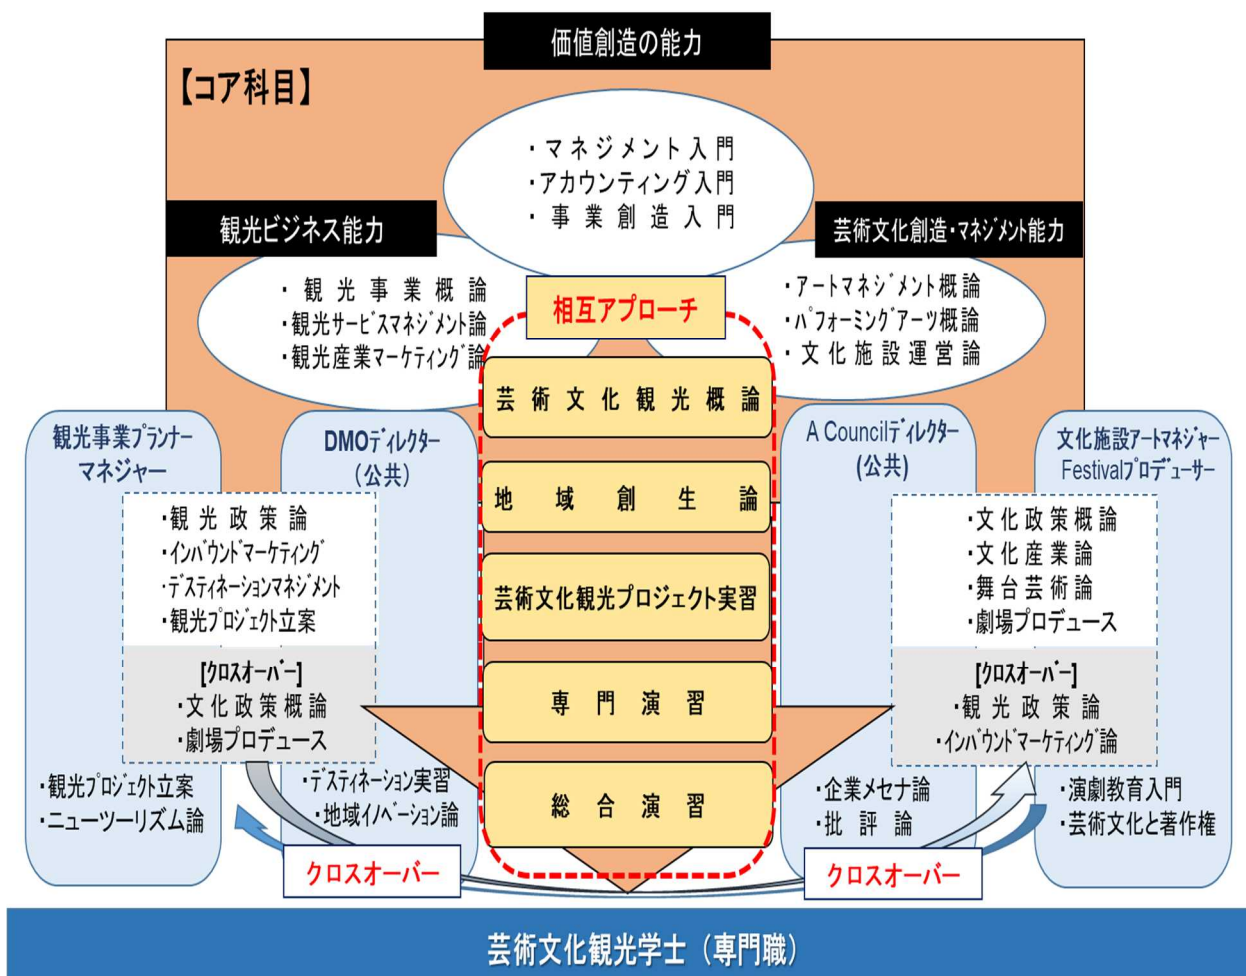 価値創造の能力
【コア科目】
・マネジメント入門
・アカウンティング入門
・事業創造入門
観光ビジネス能力
・観光事業概論
・観光サービスマネジメント論
・観光産業マーケティング論
芸術文化創造・マネジメント能力
・アートマネジメント概論
・パフォーミングアーツ概論
・文化施設運営論
相互アプローチ
芸術文化観光概論
地域創生論
芸術文化観光プロジェクト実習
専門演習
総合演習
観光事業プランナー
マネジャー
DMOディレクター
（公共）
・観光政策論
・インバウンドマーケティング
・デスティネーションマネジメント
・観光プロジェクト立案
[クロスオーバー]
・文化政策概論
・劇場プロデュース
・観光プロジェクト立案
・ニューツーリズム論
・デスティネーション実習
・地域イノベーション論
クロスオーバー
A Councilディレクター
(公共)
文化施設アートマネジャー
Festivalプロデューサー
・文化政策概論
・文化産業論
・舞台芸術論
・劇場プロデュース
[クロスオーバー]
・観光政策論
・インバウンドマーケティング論
・企業メセナ論
・批評論
・演劇教育入門
・芸術文化と著作権
クロスオーバー
芸術文化観光学士（専門職）